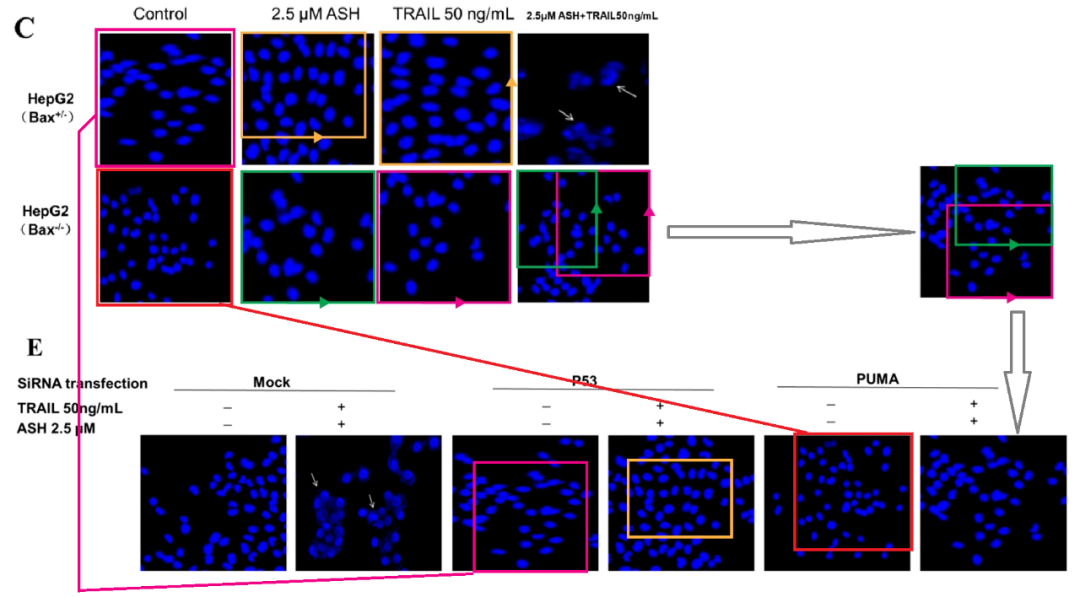 C
Control 2.5 μM ASH TRAIL 50 ng/mL 2.5μM ASH+TRAIL50ng/mL
HepG2
（Bax+/-）
HepG2
（Bax-/-）
E
SiRNA transfection Mock P53 PUMA
TRAIL 50ng/mL − + − + − +
ASH 2.5 μM − + − + − +